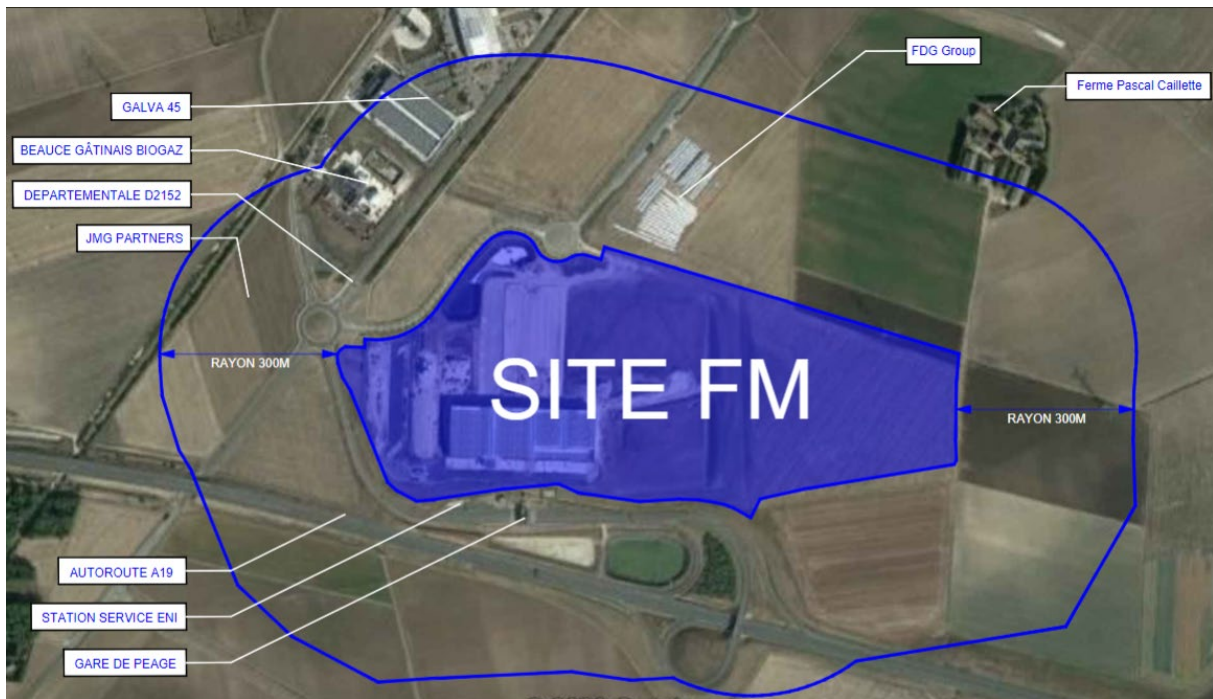 FDG Group
Ferme Pascal Caillette
GALVA 45
BEAUCE GÂTINAIS BIOGAZ
DEPARTEMENTALE D2152
JMG PARTNERS
RAYON 300M
SITE FM
RAYON 300M
AUTOROUTE A19
STATION SERVICE ENI
GARE DE PEAGE